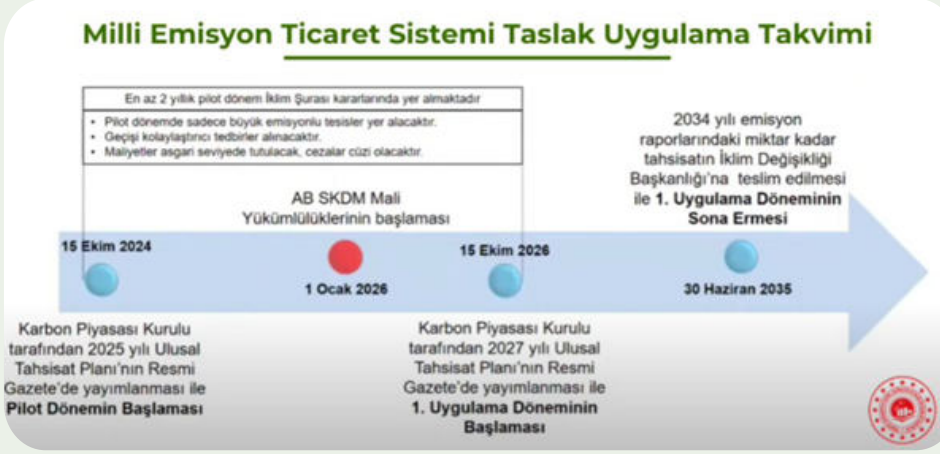 Milli Emisyon Ticaret Sistemi Taslak Uygulama Takvimi
En az 2 yıllık pilot dönem İklim Şurası kararlarında yer almaktadır
• Pilot dönemde sadece büyük emisyonlu tesisler yer alacaktır.
• Geçişi kolaylaştırıcı tedbirler alınacaktır.
• Maliyetler asgari seviyede tutulacak, cezalar cüzi olacaktır.
2034 yılı emisyon
raporlarındaki miktar kadar
tahsisatın İklim Değişikliği
Başkanlığı'na teslim edilmesi
ile 1. Uygulama Döneminin
Sona Ermesi
AB SKDM Mali
Yükümlülüklerinin başlaması
15 Ekim 2024
1 Ocak 2026
15 Ekim 2026
30 Haziran 2035
Karbon Piyasası Kurulu
tarafından 2025 yılı Ulusal
Tahsisat Planı'nın Resmi
Gazete'de yayımlanması ile
Pilot Dönemin Başlaması
Karbon Piyasası Kurulu
tarafından 2027 yılı Ulusal
Tahsisat Planı'nın Resmi
Gazete'de yayımlanması ile
1. Uygulama Döneminin
Başlaması